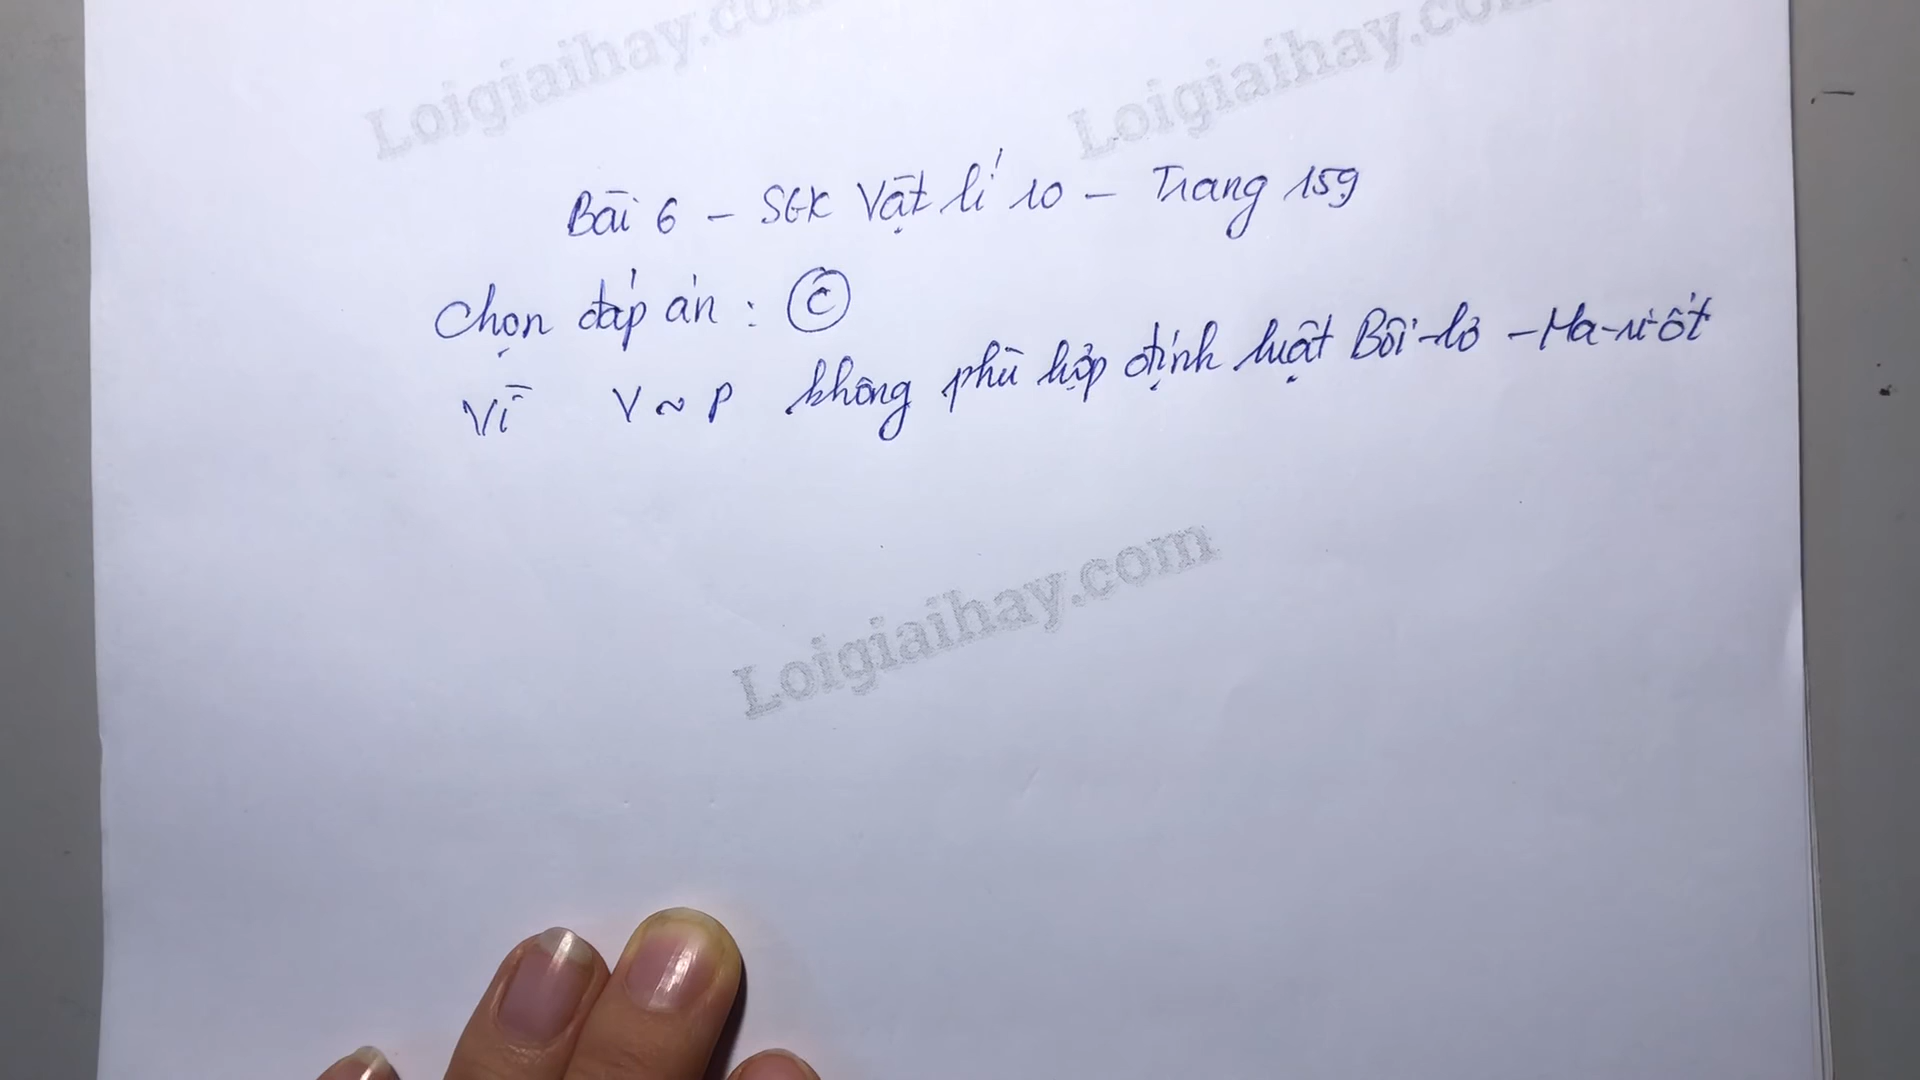 Loigiaihay.com Loigiaihay.com
Bài 6 - SGK Vật lí 10 - Trang 159
Chọn đáp án : C
Vì V ~ P không phù hợp định luật Bôi-lơ - Ma-ri-ốt
Loigiaihay.com